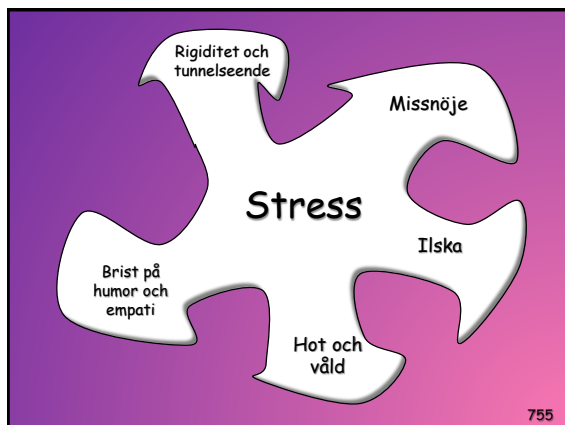 Rigiditet och
tunnelseende
Missnöje
Stress
Ilska
Brist på
humor och
empati
Hot och
våld
755